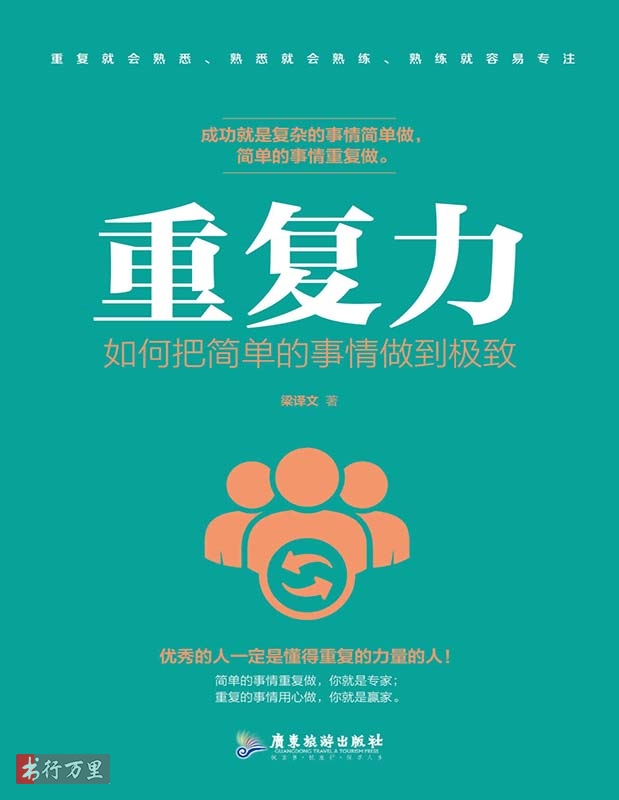 重复就会熟悉、熟悉就会熟练、熟练就容易专注
成功就是复杂的事情简单做，
简单的事情重复做。
重复力
如何把简单的事情做到极致
梁译文 著
优秀的人一定是懂得重复的力量的人！
简单的事情重复做，你就是专家；
重复的事情用心做，你就是赢家。
廣東旅游出版社
GUANGDONG TRAVEL & TOURISM PRESS
书行万里